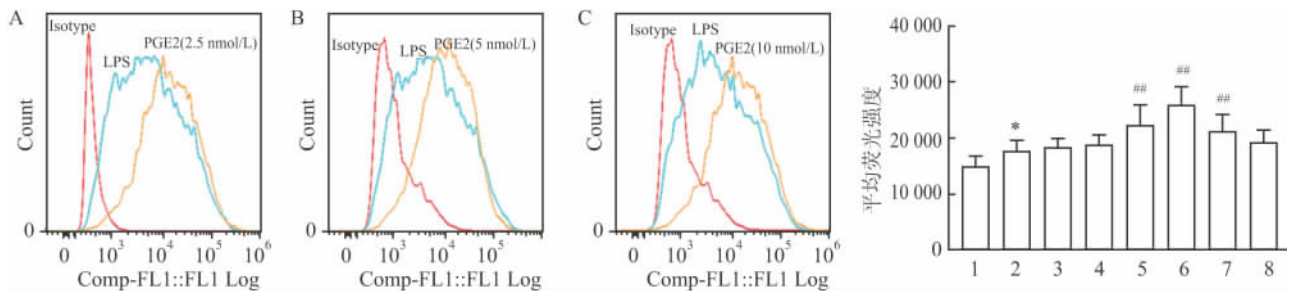 A
Isotype
LPS
PGE2(2.5 nmol/L)
Count
0
0 10³ 10⁴ 10⁵ 10⁶
Comp-FL1::FL1 Log
B
Isotype
LPS
PGE2(5 nmol/L)
Count
0
0 10³ 10⁴ 10⁵ 10⁶
Comp-FL1::FL1 Log
C
Isotype
LPS
PGE2(10 nmol/L)
Count
0
0 10³ 10⁴ 10⁵ 10⁶
Comp-FL1::FL1 Log
平均荧光强度
40 000
30 000
20 000
10 000
0
*
##
##
##
1 2 3 4 5 6 7 8